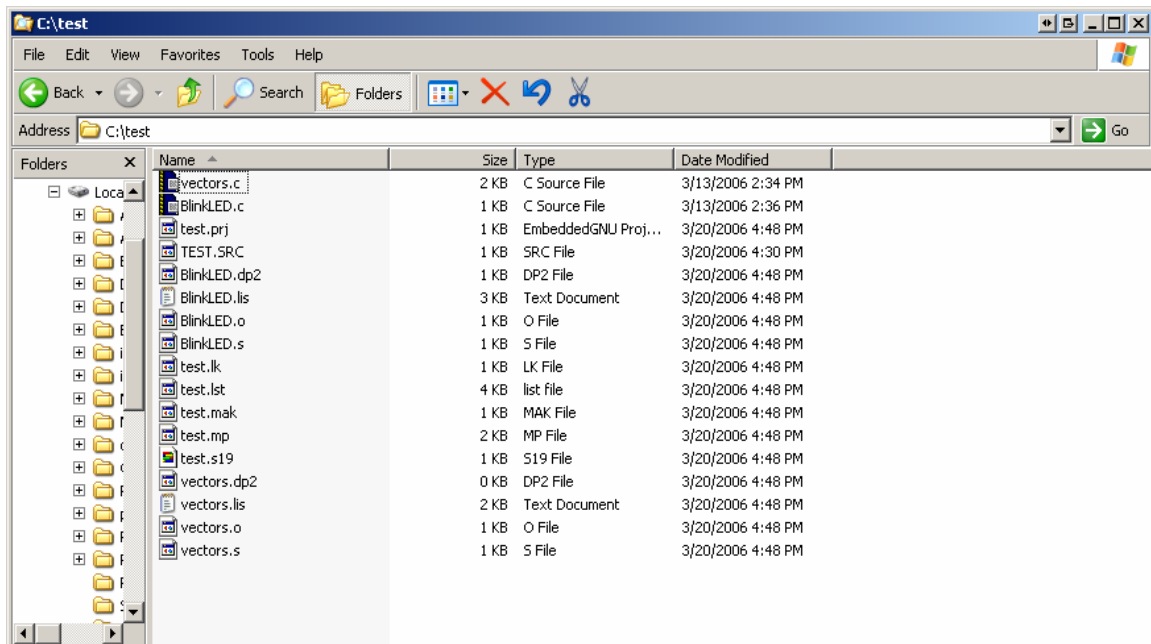 C:\test
File Edit View Favorites Tools Help
Back Search Folders
Address C:\test Go
Folders Name Size Type Date Modified
Loca vectors.c 2 KB C Source File 3/13/2006 2:34 PM
BlinkLED.c 1 KB C Source File 3/13/2006 2:36 PM
test.prj 1 KB EmbeddedGNU Proj... 3/20/2006 4:48 PM
TEST.SRC 1 KB SRC File 3/20/2006 4:30 PM
BlinkLED.dp2 1 KB DP2 File 3/20/2006 4:48 PM
BlinkLED.lis 3 KB Text Document 3/20/2006 4:48 PM
BlinkLED.o 1 KB O File 3/20/2006 4:48 PM
BlinkLED.s 1 KB S File 3/20/2006 4:48 PM
test.lk 1 KB LK File 3/20/2006 4:48 PM
test.lst 4 KB list file 3/20/2006 4:48 PM
test.mak 1 KB MAK File 3/20/2006 4:48 PM
test.mp 2 KB MP File 3/20/2006 4:48 PM
test.s19 1 KB S19 File 3/20/2006 4:48 PM
vectors.dp2 0 KB DP2 File 3/20/2006 4:48 PM
vectors.lis 2 KB Text Document 3/20/2006 4:48 PM
vectors.o 1 KB O File 3/20/2006 4:48 PM
vectors.s 1 KB S File 3/20/2006 4:48 PM